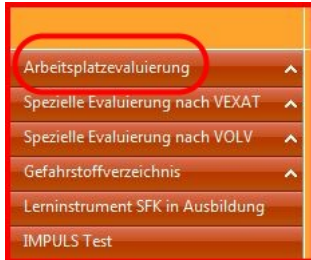 Arbeitsplatzevaluierung
Spezielle Evaluierung nach VEXAT
Spezielle Evaluierung nach VOLV
Gefahrstoffverzeichnis
Lerninstrument SFK in Ausbildung
IMPULS Test